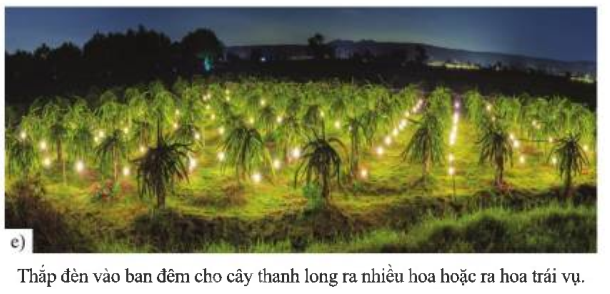 e)
Thắp đèn vào ban đêm cho cây thanh long ra nhiều hoa hoặc ra hoa trái vụ.